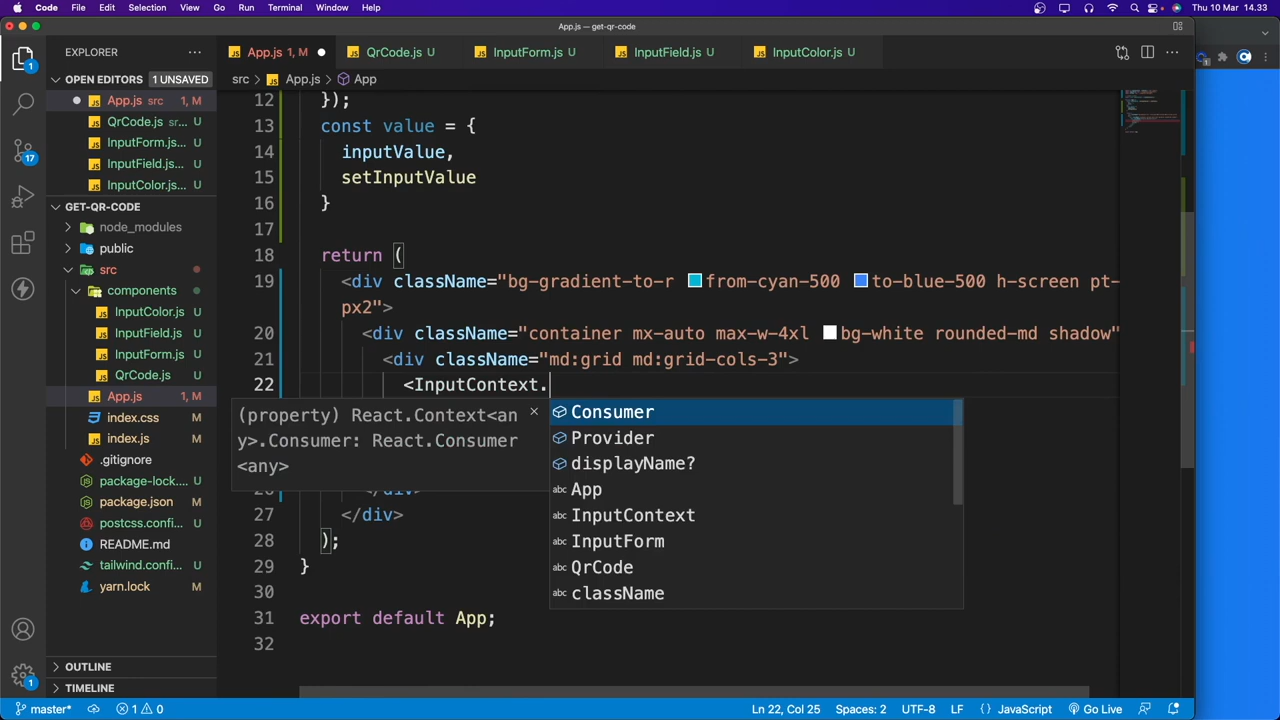 Code File Edit Selection View Go Run Terminal Window Help Thu 10 Mar 14.33
App.js — get-qr-code
EXPLORER
App.js 1, M
QrCode.js U
InputForm.js U
InputField.js U
InputColor.js U
OPEN EDITORS 1 UNSAVED
src > App.js > App
App.js src 1, M
QrCode.js sr... U
InputForm.js... U
InputField.js... U
InputColor.js... U
GET-QR-CODE
node_modules
public
src
components
InputColor.js U
InputField.js U
InputForm.js U
QrCode.js U
App.js 1, M
index.css M
index.js M
.gitignore
package-lock.... M
package.json M
postcss.confi... U
README.md
tailwind.confi... U
yarn.lock M
OUTLINE
TIMELINE
12 });
13 const value = {
14 inputValue,
15 setInputValue
16 }
17
18 return (
19 <div className="bg-gradient-to-r from-cyan-500 to-blue-500 h-screen pt-
px2">
20 <div className="container mx-auto max-w-4xl bg-white rounded-md shadow"
21 <div className="md:grid md:grid-cols-3">
22 <InputContext.
(property) React.Context<an
y>.Consumer: React.Consumer
<any>
Consumer
Provider
displayName?
App
InputContext
InputForm
QrCode
className
27 </div>
28 );
29 }
30
31 export default App;
32
1
17
1
master* 1 0 Ln 22, Col 25 Spaces: 2 UTF-8 LF JavaScript Go Live